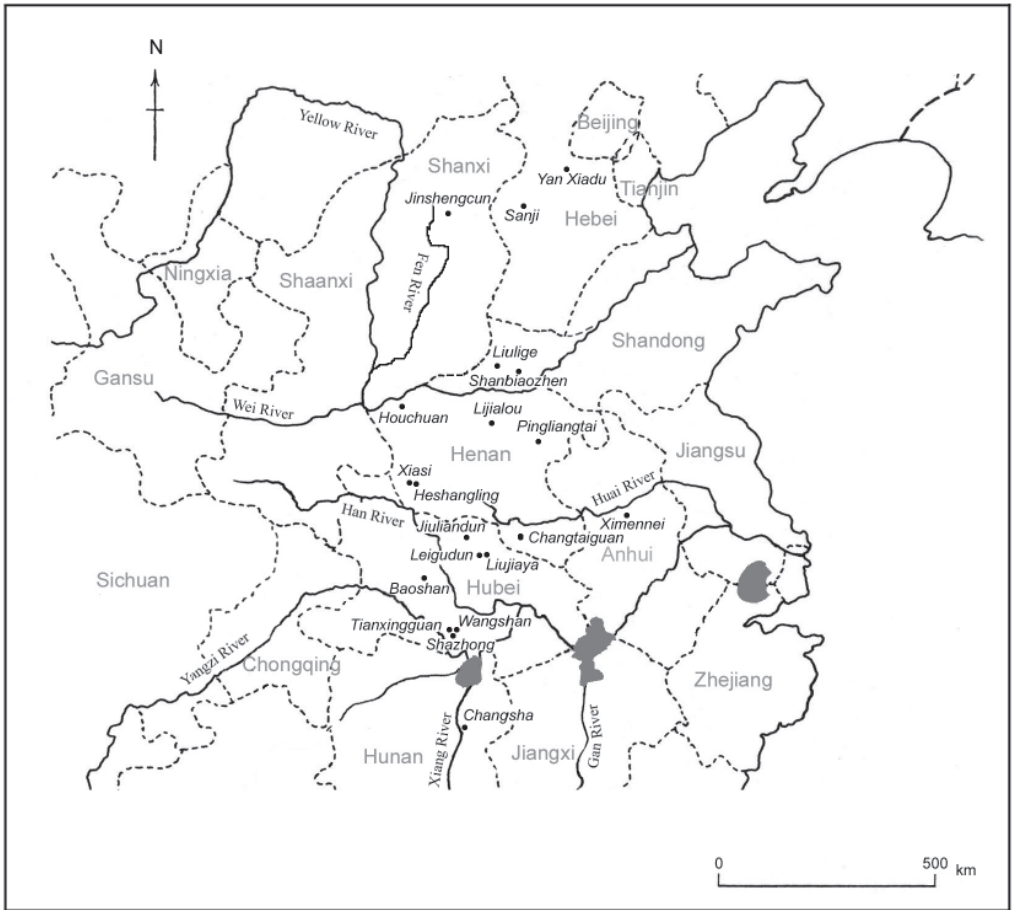 N
Yellow River
Beijing
Shanxi
Yan Xiadu
Tianjin
Jinshengcun
Sanji
Hebei
Fen River
Ningxia
Shaanxi
Shandong
Liulige
Shanbiaozhen
Gansu
Wei River
Houchuan
Lijialou
Pingliangtai
Henan
Jiangsu
Xiasi
Heshangling
Huai River
Han River
Jiuliandun
Ximennei
Changtaiguan
Anhui
Leigudun
Liujiaya
Sichuan
Baoshan
Hubei
Tianxingguan
Wangshan
Shazhong
Yangzi River
Chongqing
Zhejiang
Changsha
Hunan
Xiang River
Jiangxi
Gan River
0 500 km